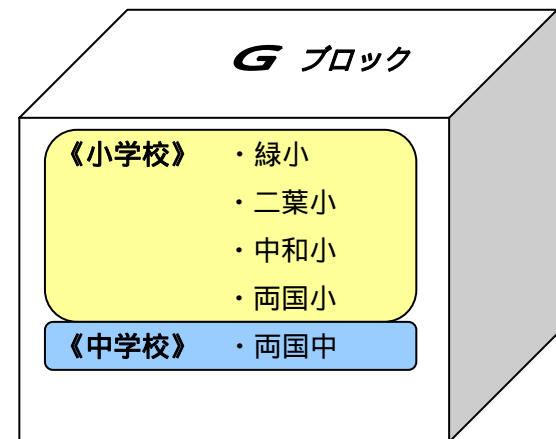 G ブロック
《小学校》 ・緑小
・二葉小
・中和小
・両国小
《中学校》 ・両国中